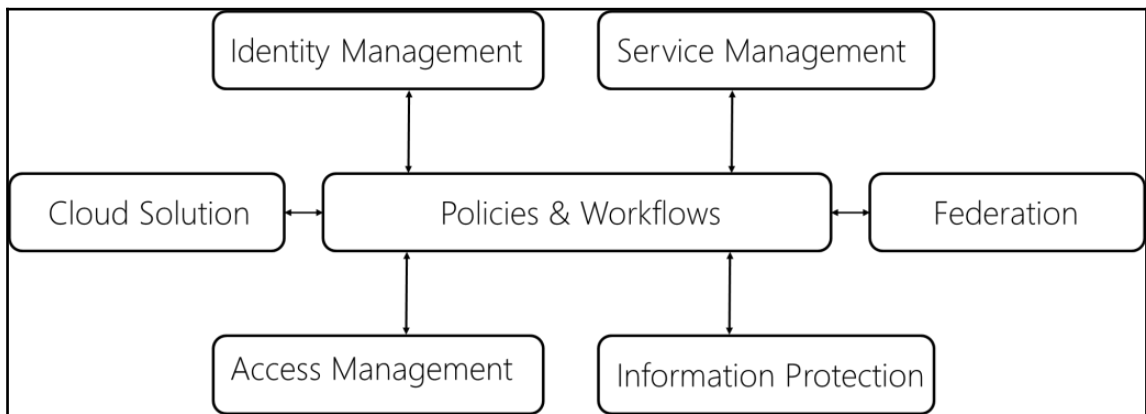 Identity Management
Service Management
Cloud Solution
Policies & Workflows
Federation
Access Management
Information Protection